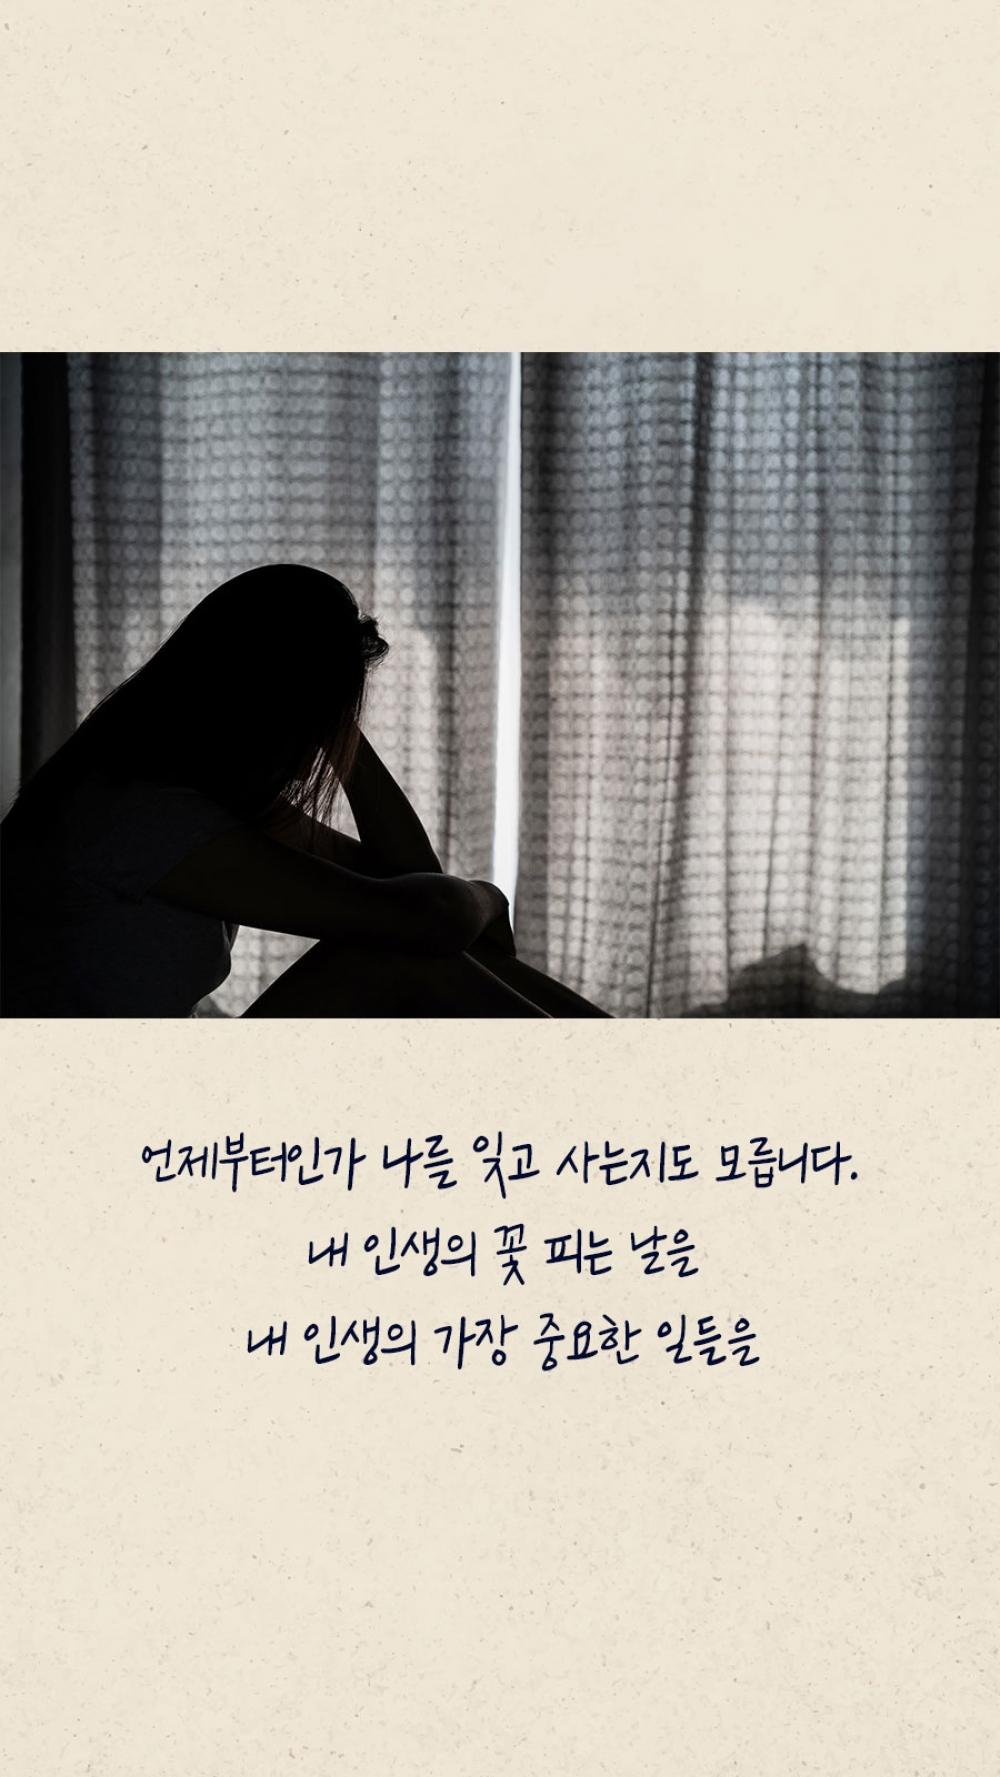 언제부터인가 나를 잊고 사는지도 모릅니다.
내 인생의 꽃 피는 날을
내 인생의 가장 중요한 일들을